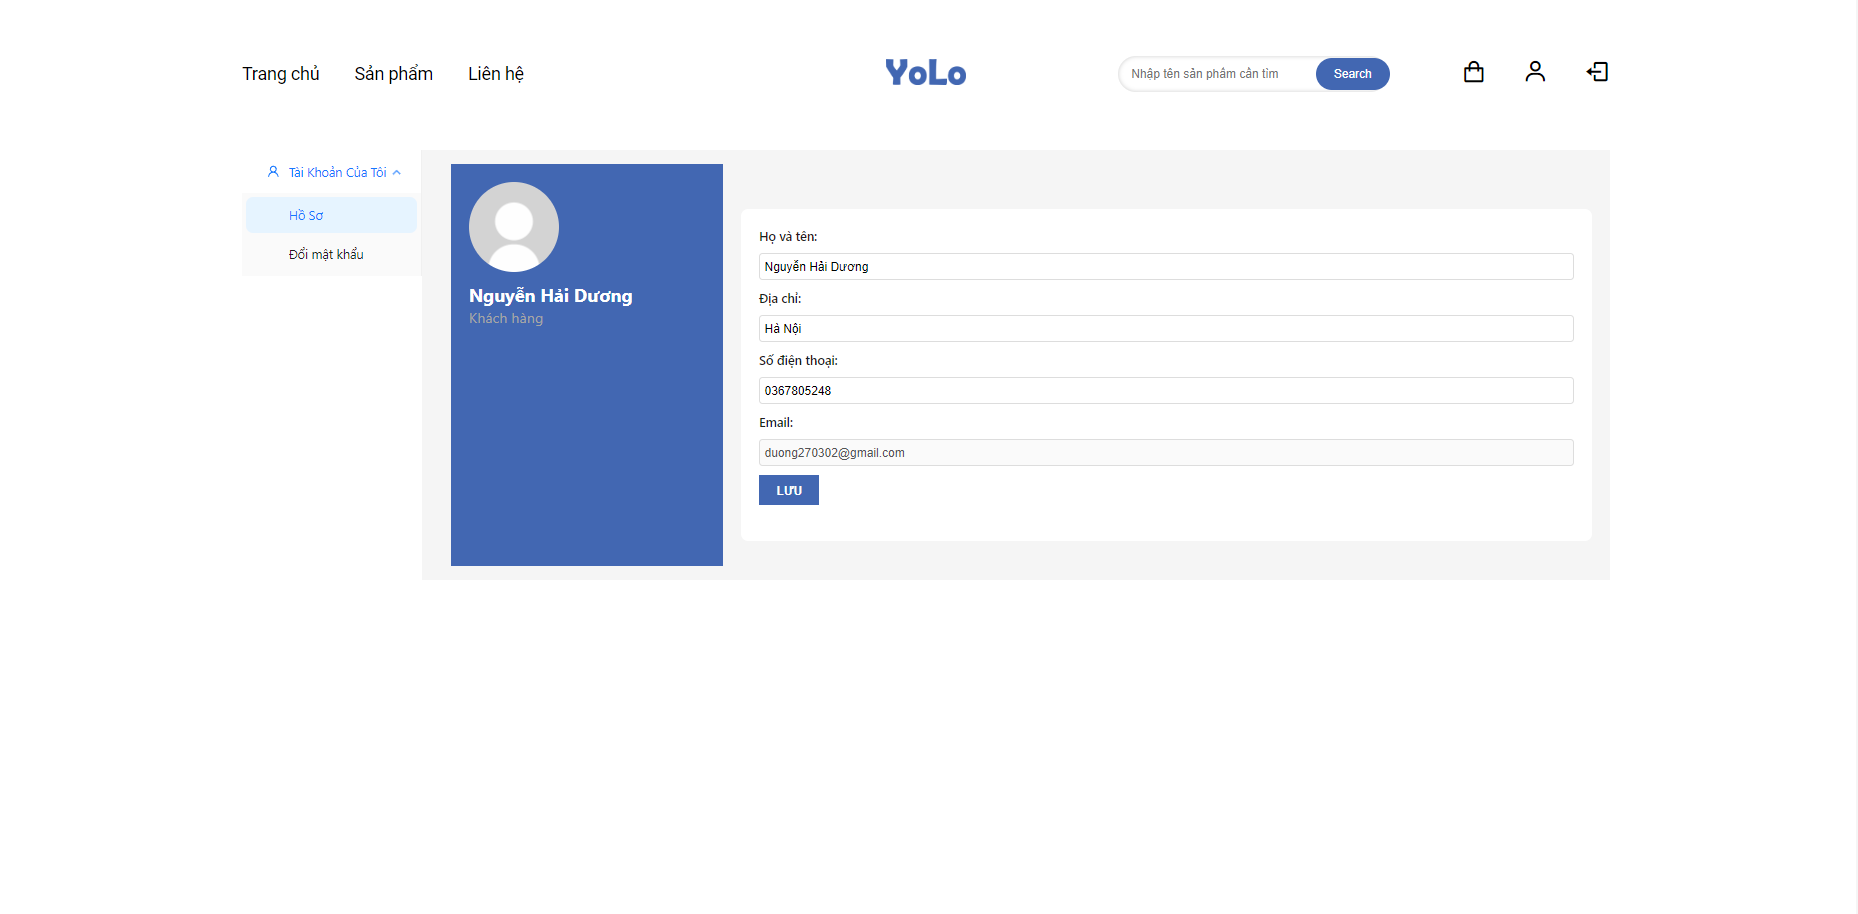 Trang chủ Sản phẩm Liên hệ YoLo Nhập tên sản phẩm cần tìm Search
Tài Khoản Của Tôi
Hồ Sơ
Đổi mật khẩu
Nguyễn Hải Dương
Khách hàng
Họ và tên:
Nguyễn Hải Dương
Địa chỉ:
Hà Nội
Số điện thoại:
0367805248
Email:
duong270302@gmail.com
LƯU